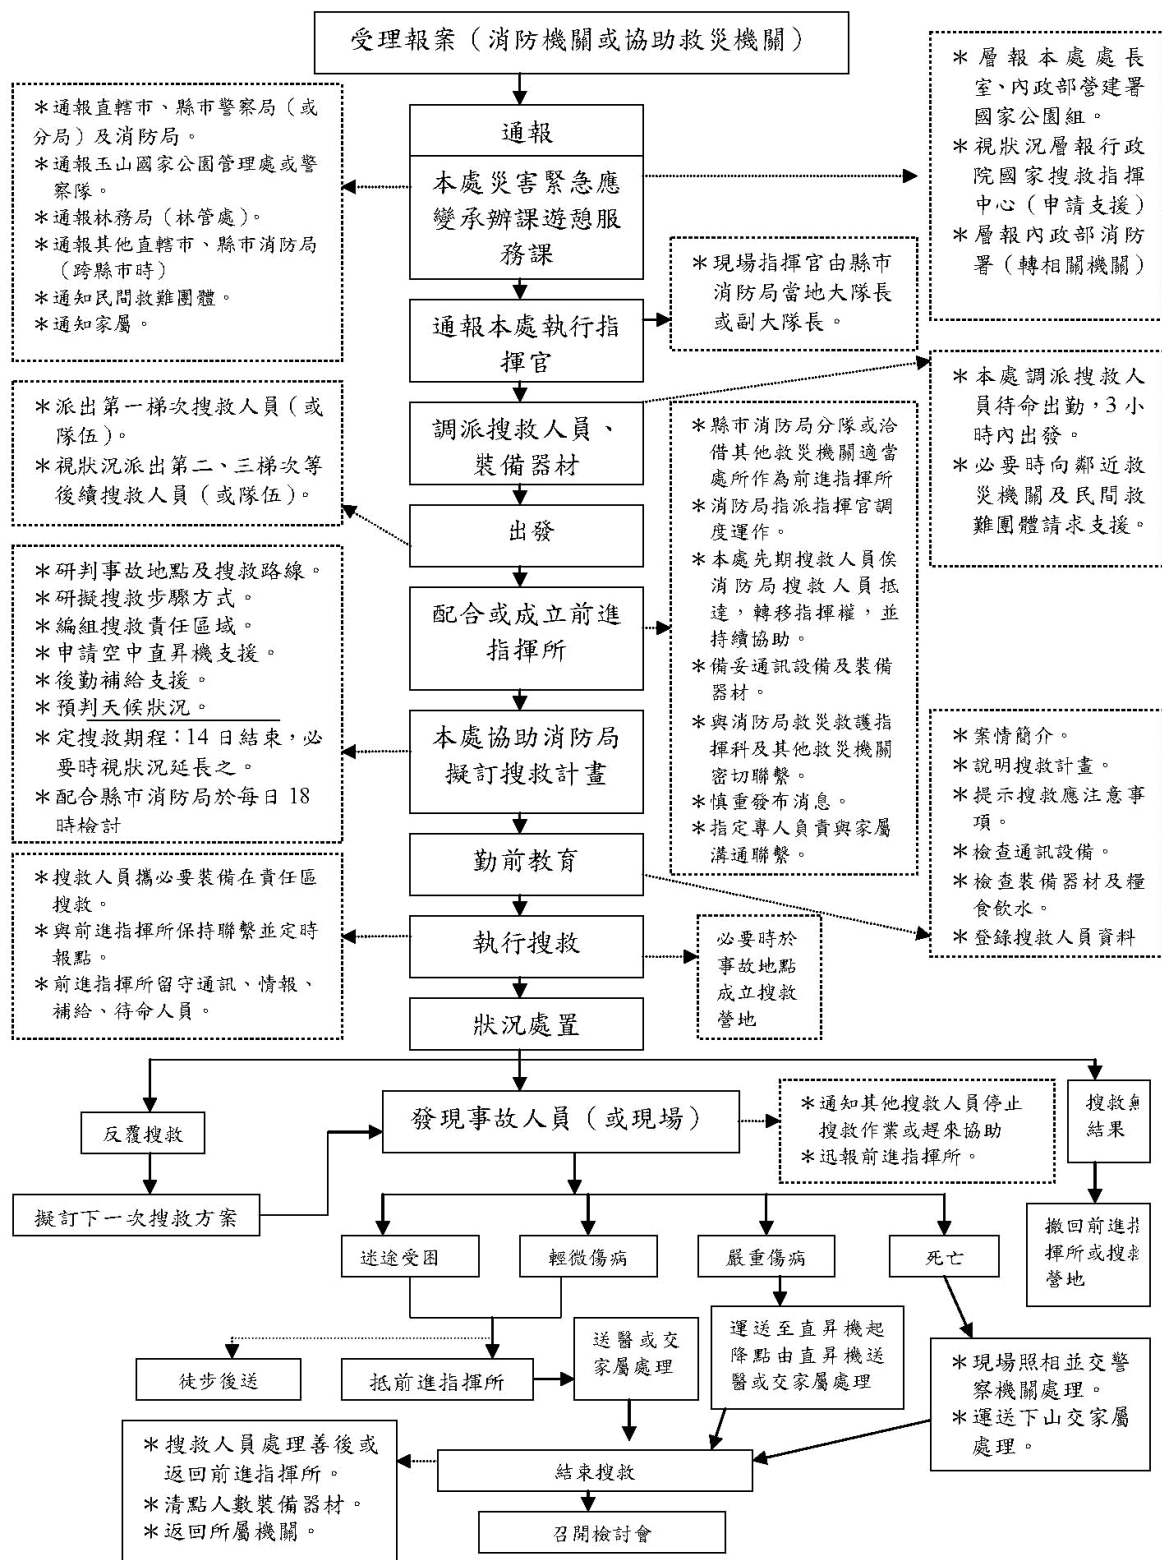 受理報案（消防機關或協助救災機關）
＊通報直轄市、縣市警察局（或
分局）及消防局。
＊通報玉山國家公園管理處或警
察隊。
＊通報林務局（林管處）。
＊通報其他直轄市、縣市消防局
（跨縣市時）
＊通知民間救難團體。
＊通知家屬。
通報
本處災害緊急應
變承辦課遊憩服
務課
＊層報本處處長
室、內政部營建署
國家公園組。
＊視狀況層報行政
院國家搜救指揮
中心（申請支援）
＊層報內政部消防
署（轉相關機關）
通報本處執行指
揮官
＊現場指揮官由縣市
消防局當地大隊長
或副大隊長。
調派搜救人員、
裝備器材
＊本處調派搜救人
員待命出勤，3 小
時內出發。
＊必要時向鄰近救
災機關及民間救
難團體請求支援。
＊派出第一梯次搜救人員（或
隊伍）。
＊視狀況派出第二、三梯次等
後續搜救人員（或隊伍）。
出發
配合或成立前進
指揮所
＊縣市消防局分隊或洽
借其他救災機關適當
處所作為前進指揮所
＊消防局指派指揮官調
度運作。
＊本處先期搜救人員俟
消防局搜救人員抵
達，轉移指揮權，並
持續協助。
＊備妥通訊設備及裝備
器材。
＊與消防局救災救護指
揮科及其他救災機關
密切聯繫。
＊慎重發布消息。
＊指定專人負責與家屬
溝通聯繫。
＊研判事故地點及搜救路線。
＊研擬搜救步驟方式。
＊編組搜救責任區域。
＊申請空中直昇機支援。
＊後勤補給支援。
＊預判天候狀況。
＊定搜救期程：14 日結束，必
要時視狀況延長之。
＊配合縣市消防局於每日 18
時檢討
本處協助消防局
擬訂搜救計畫
勤前教育
＊案情簡介。
＊說明搜救計畫。
＊提示搜救應注意事
項。
＊檢查通訊設備。
＊檢查裝備器材及糧
食飲水。
＊登錄搜救人員資料
＊搜救人員攜必要裝備在責任區
搜救。
＊與前進指揮所保持聯繫並定時
報點。
＊前進指揮所留守通訊、情報、
補給、待命人員。
執行搜救
必要時於
事故地點
成立搜救
營地
狀況處置
反覆搜救
擬訂下一次搜救方案
發現事故人員（或現場）
＊通知其他搜救人員停止
搜救作業或趕來協助
＊迅報前進指揮所。
搜救無
結果
撤回前進指
揮所或搜救
營地
迷途受困
輕微傷病
嚴重傷病
死亡
徒步後送
抵前進指揮所
送醫或交
家屬處理
運送至直昇機起
降點由直昇機送
醫或交家屬處理
＊現場照相並交警
察機關處理。
＊運送下山交家屬
處理。
＊搜救人員處理善後或
返回前進指揮所。
＊清點人數裝備器材。
＊返回所屬機關。
結束搜救
召開檢討會